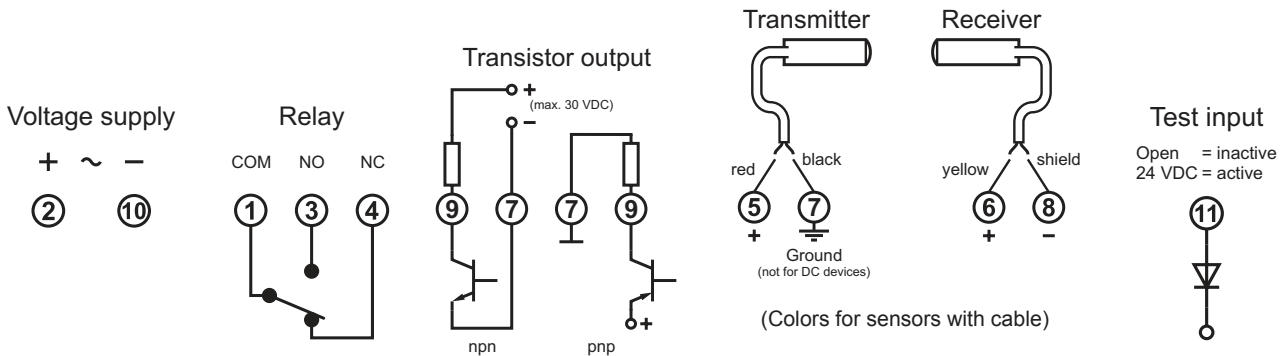 Voltage supply
+ ~ −
2 10
Relay
COM NO NC
1 3 4
Transistor output
+
(max. 30 VDC)
−
9 7 7 9
+
npn pnp
Transmitter
red black
5 7
+
Ground
(not for DC devices)
Receiver
yellow shield
6 8
+ −
(Colors for sensors with cable)
Test input
Open = inactive
24 VDC = active
11